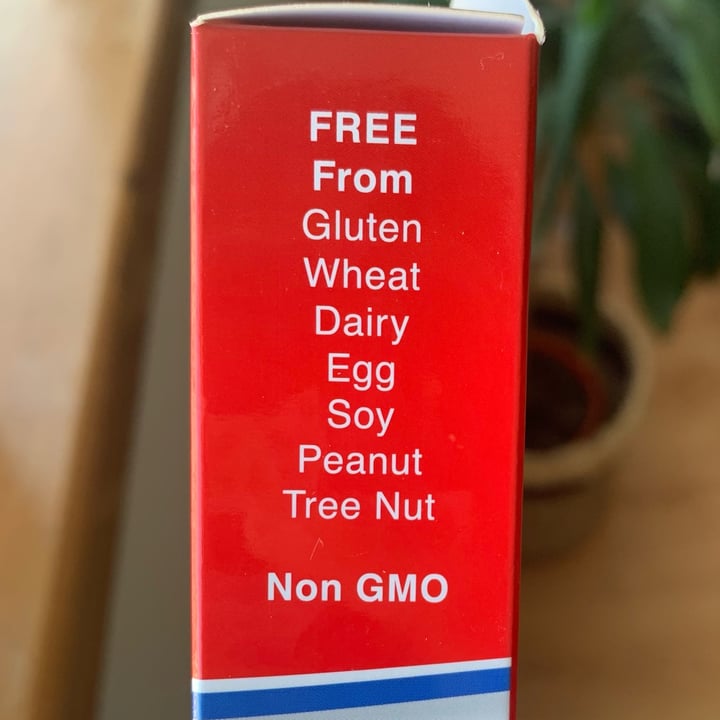 FREE
From
Gluten
Wheat
Dairy
Egg
Soy
Peanut
Tree Nut
Non GMO